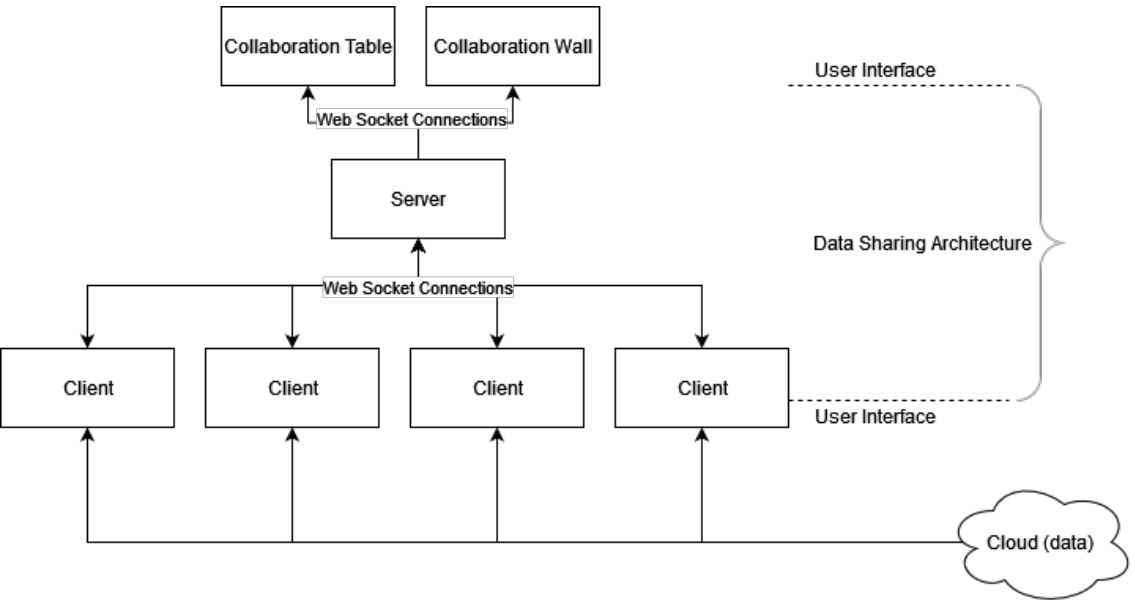 Collaboration Table
Collaboration Wall
User Interface
Web Socket Connections
Server
Data Sharing Architecture
Web Socket Connections
Client
Client
Client
Client
User Interface
Cloud (data)